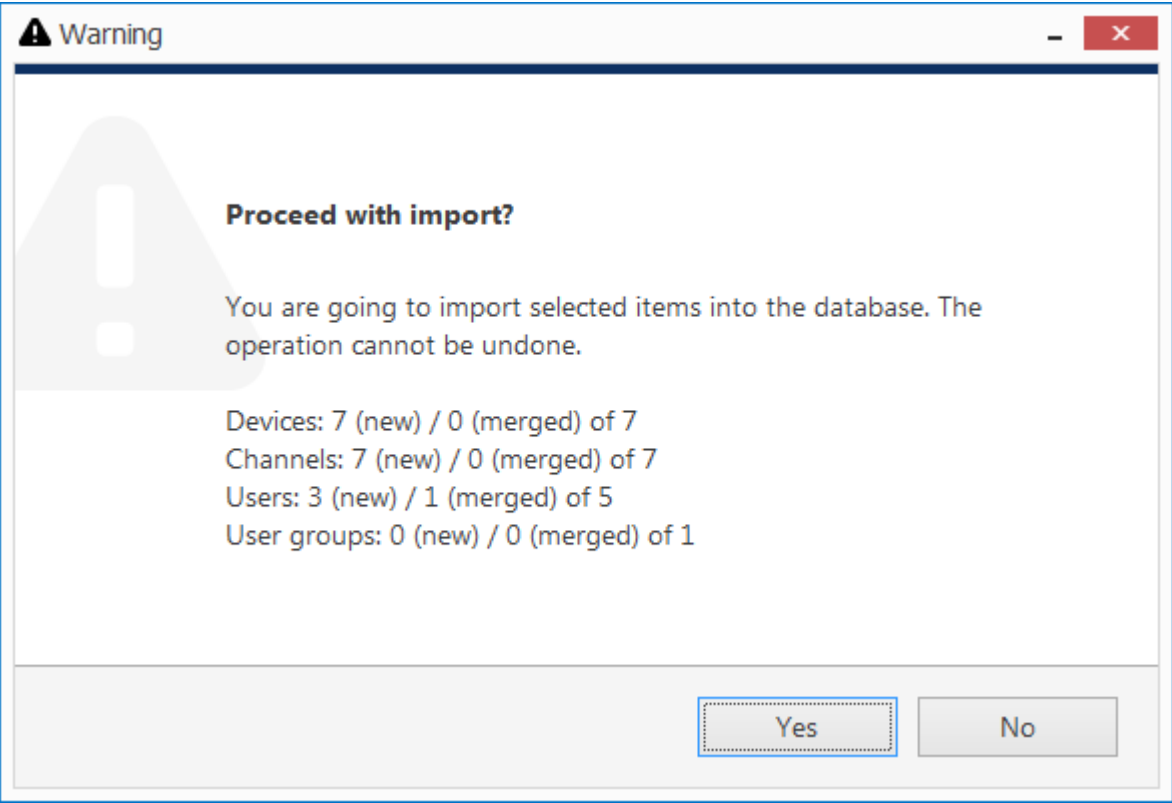 Warning
Proceed with import?
You are going to import selected items into the database. The
operation cannot be undone.
Devices: 7 (new) / 0 (merged) of 7
Channels: 7 (new) / 0 (merged) of 7
Users: 3 (new) / 1 (merged) of 5
User groups: 0 (new) / 0 (merged) of 1
Yes No